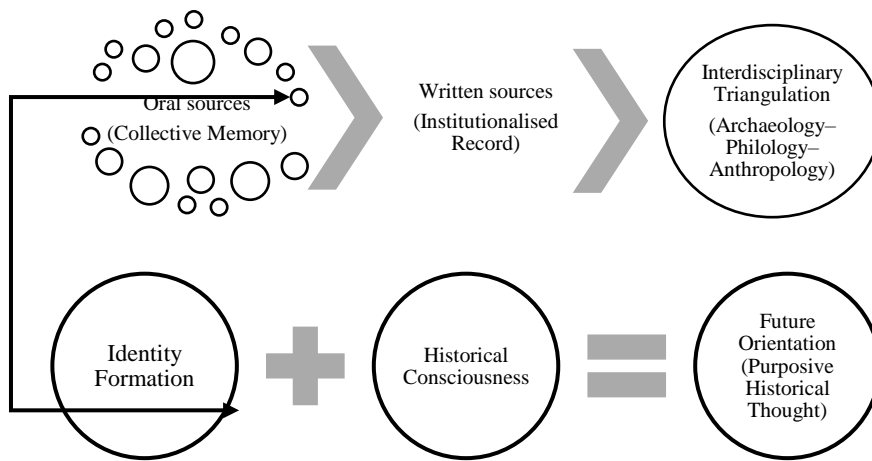 Oral sources
(Collective Memory)
Written sources
(Institutionalised
Record)
Interdisciplinary
Triangulation
(Archaeology–
Philology–
Anthropology)
Identity
Formation
Historical
Consciousness
Future
Orientation
(Purposive
Historical
Thought)